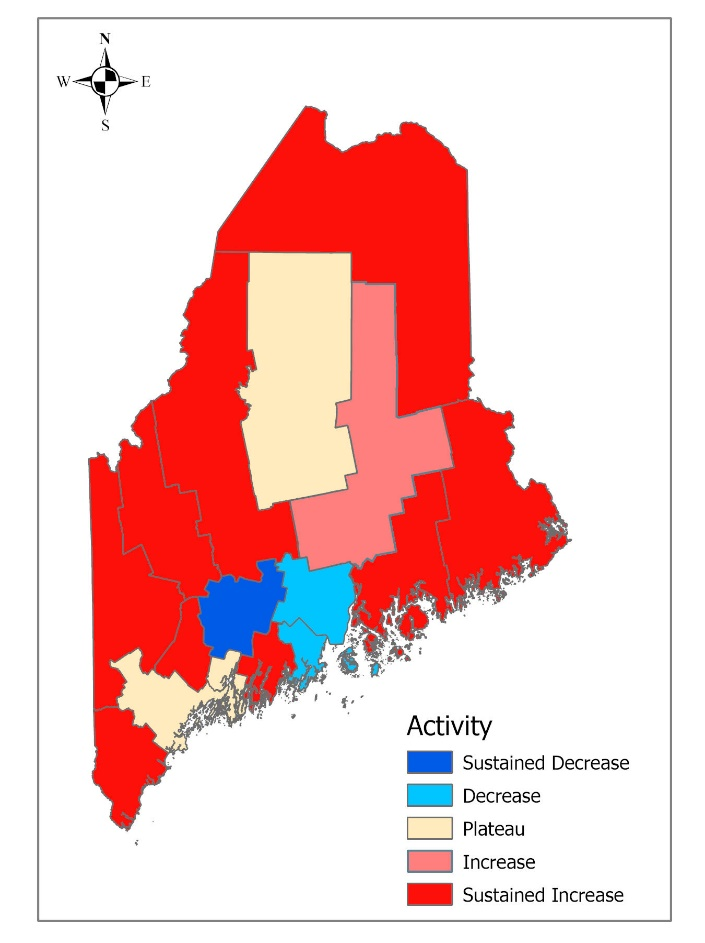 N
W E
S
Activity
Sustained Decrease
Decrease
Plateau
Increase
Sustained Increase